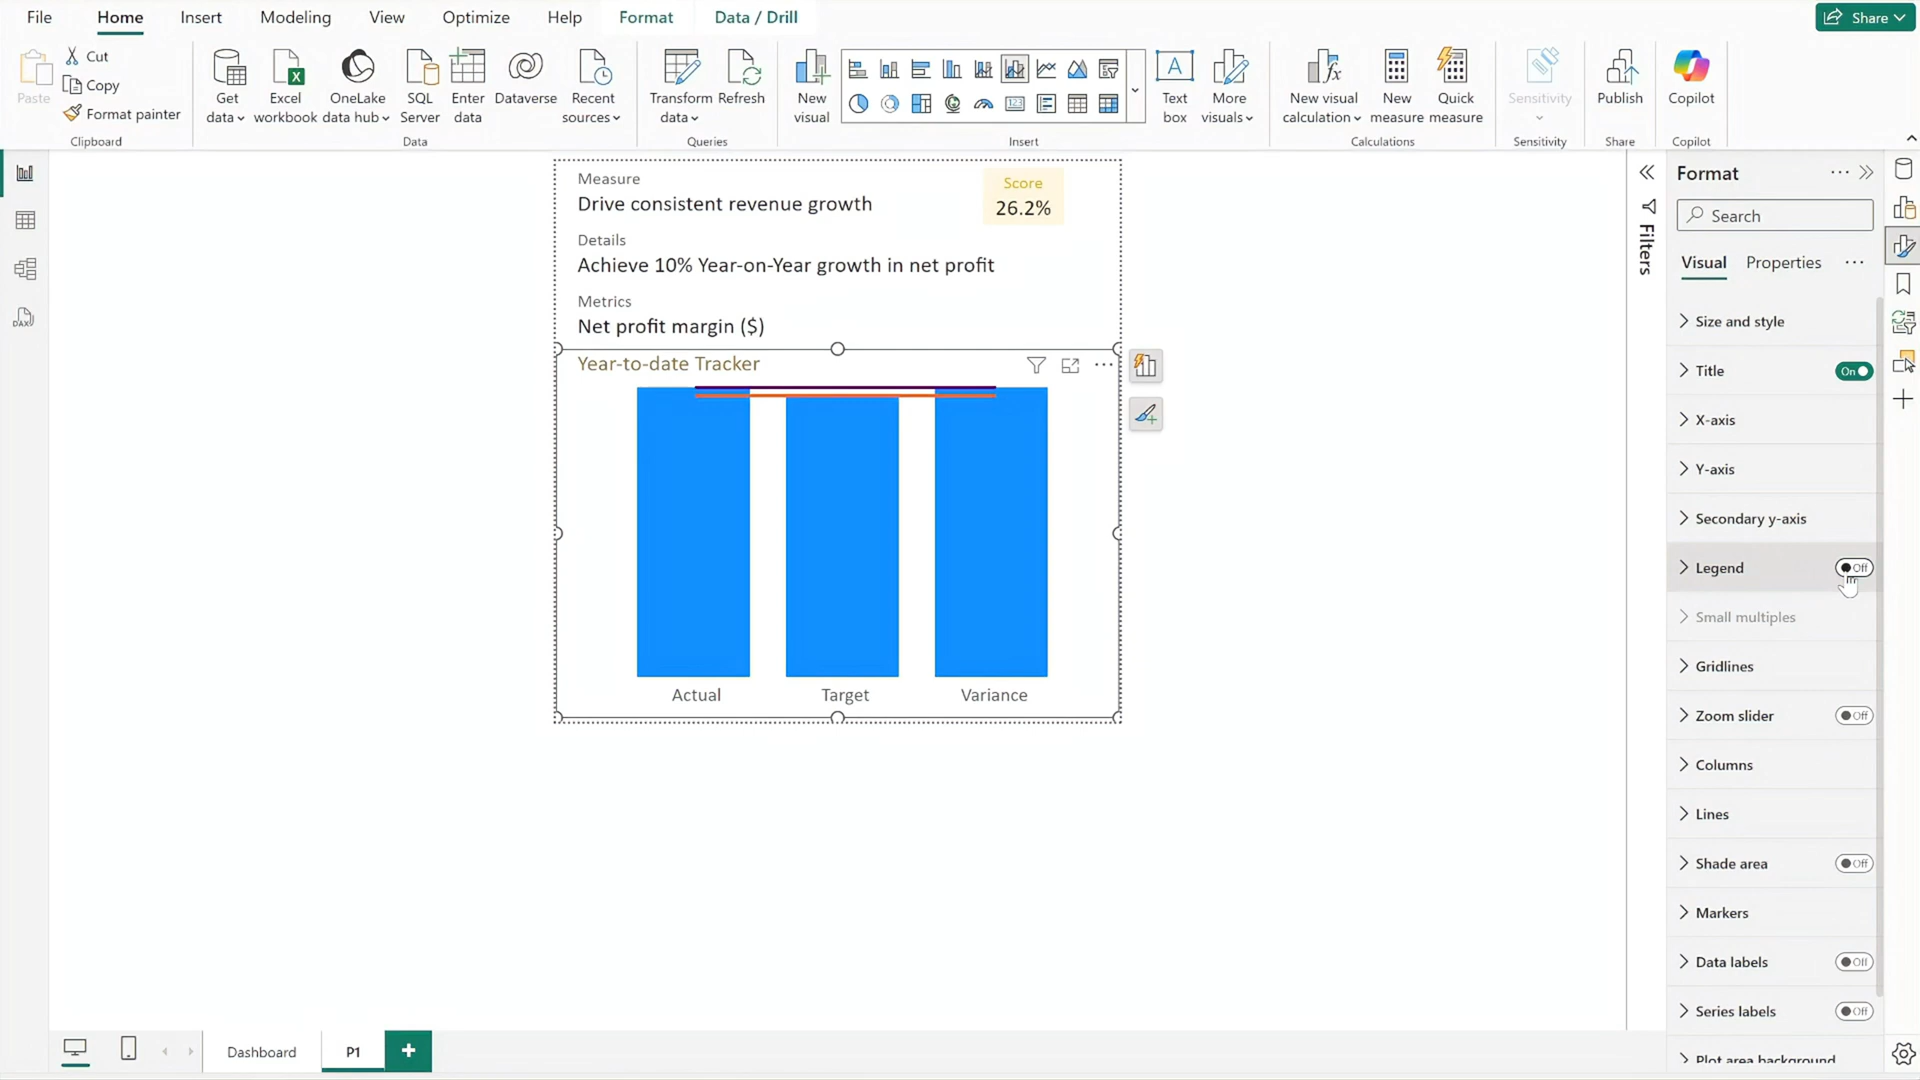 File Home Insert Modeling View Optimize Help Format Data / Drill Share
Paste
Cut
Copy
Format painter
Clipboard
Get data
Excel workbook
OneLake data hub
SQL Server
Enter data
Dataverse
Recent sources
Data
Transform data
Refresh
Queries
New visual
123
Insert
A
Text box
More visuals
New visual calculation
New measure
Quick measure
Calculations
Sensitivity
Sensitivity
Publish
Share
Copilot
Copilot
DAX
Measure
Drive consistent revenue growth
Score
26.2%
Details
Achieve 10% Year-on-Year growth in net profit
Metrics
Net profit margin ($)
Year-to-date Tracker
Actual Target Variance
Filters
Format
Search
Visual Properties
Size and style
Title On
X-axis
Y-axis
Secondary y-axis
Legend Off
Small multiples
Gridlines
Zoom slider Off
Columns
Lines
Shade area Off
Markers
Data labels Off
Series labels Off
Plot area background
Dashboard P1 +